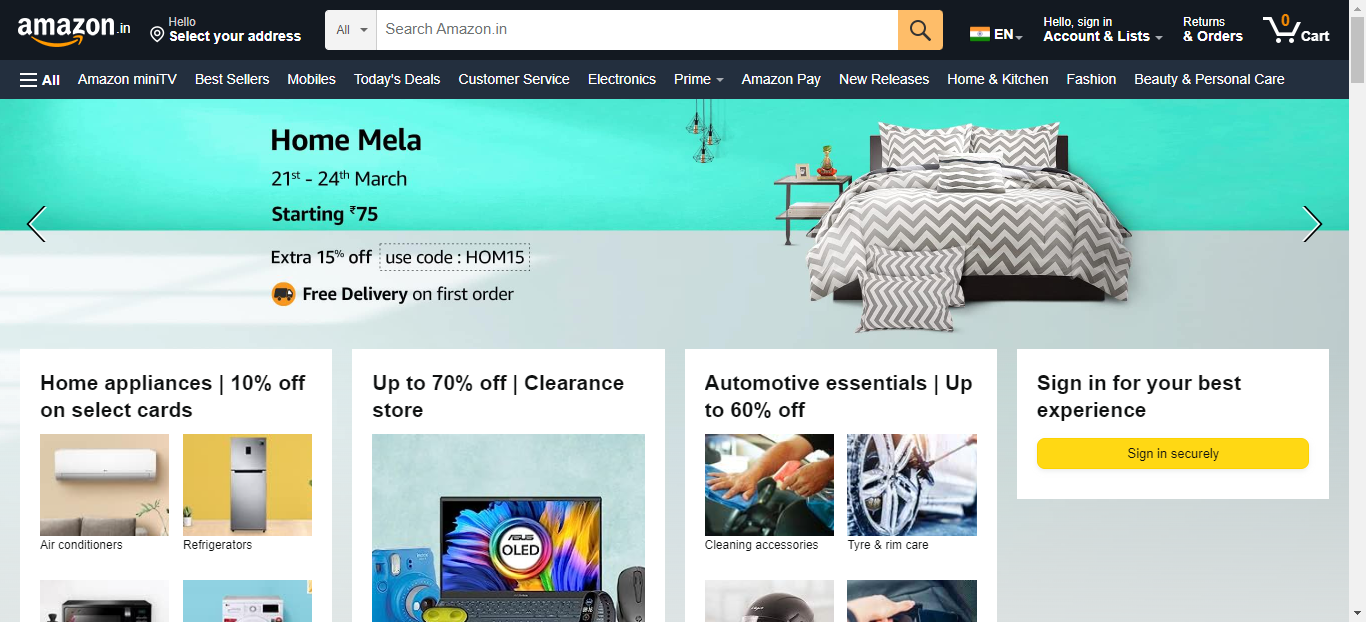 amazon.in
Hello
Select your address
All
Search Amazon.in
EN
Hello, sign in
Account & Lists
Returns
& Orders
0
Cart
All
Amazon miniTV
Best Sellers
Mobiles
Today's Deals
Customer Service
Electronics
Prime
Amazon Pay
New Releases
Home & Kitchen
Fashion
Beauty & Personal Care
Home Mela
21st - 24th March
Starting ₹75
Extra 15% off use code : HOM15
Free Delivery on first order
Home appliances | 10% off
on select cards
Air conditioners
Refrigerators
Up to 70% off | Clearance
store
ASUS
OLED
Automotive essentials | Up
to 60% off
Cleaning accessories
Tyre & rim care
Sign in for your best
experience
Sign in securely